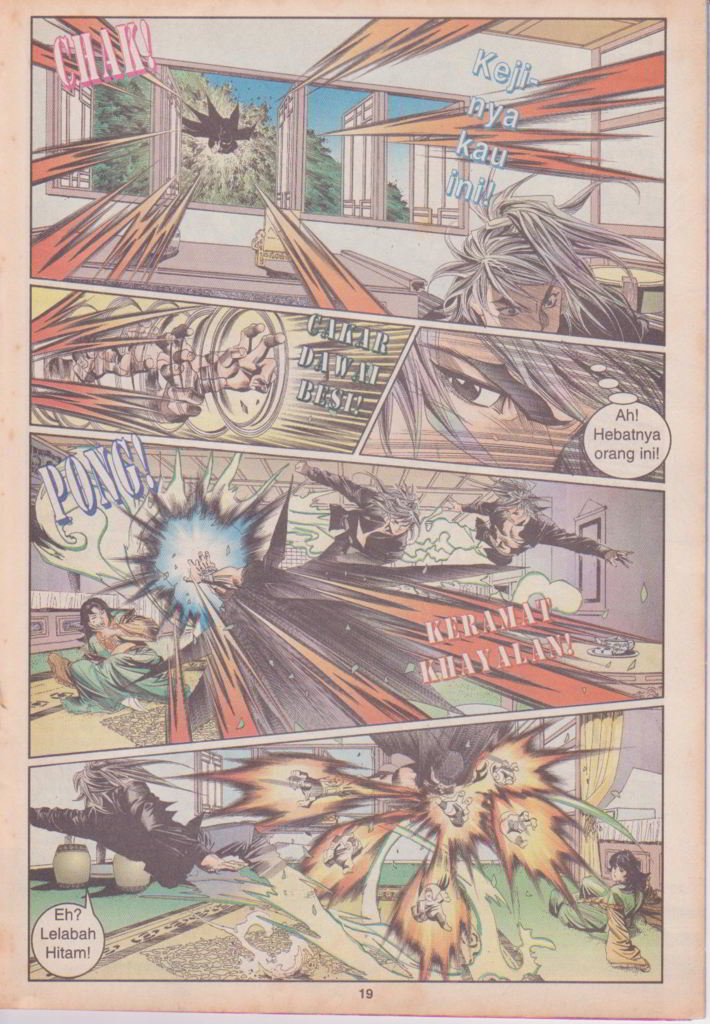 CHAK!
Keji-
nya
kau
ini!
CAKAR
DAWAI
BESI!
Ah!
Hebatnya
orang ini!
PONG!
KERAMAT
KHAYALAN!
Eh?
Lelabah
Hitam!
19